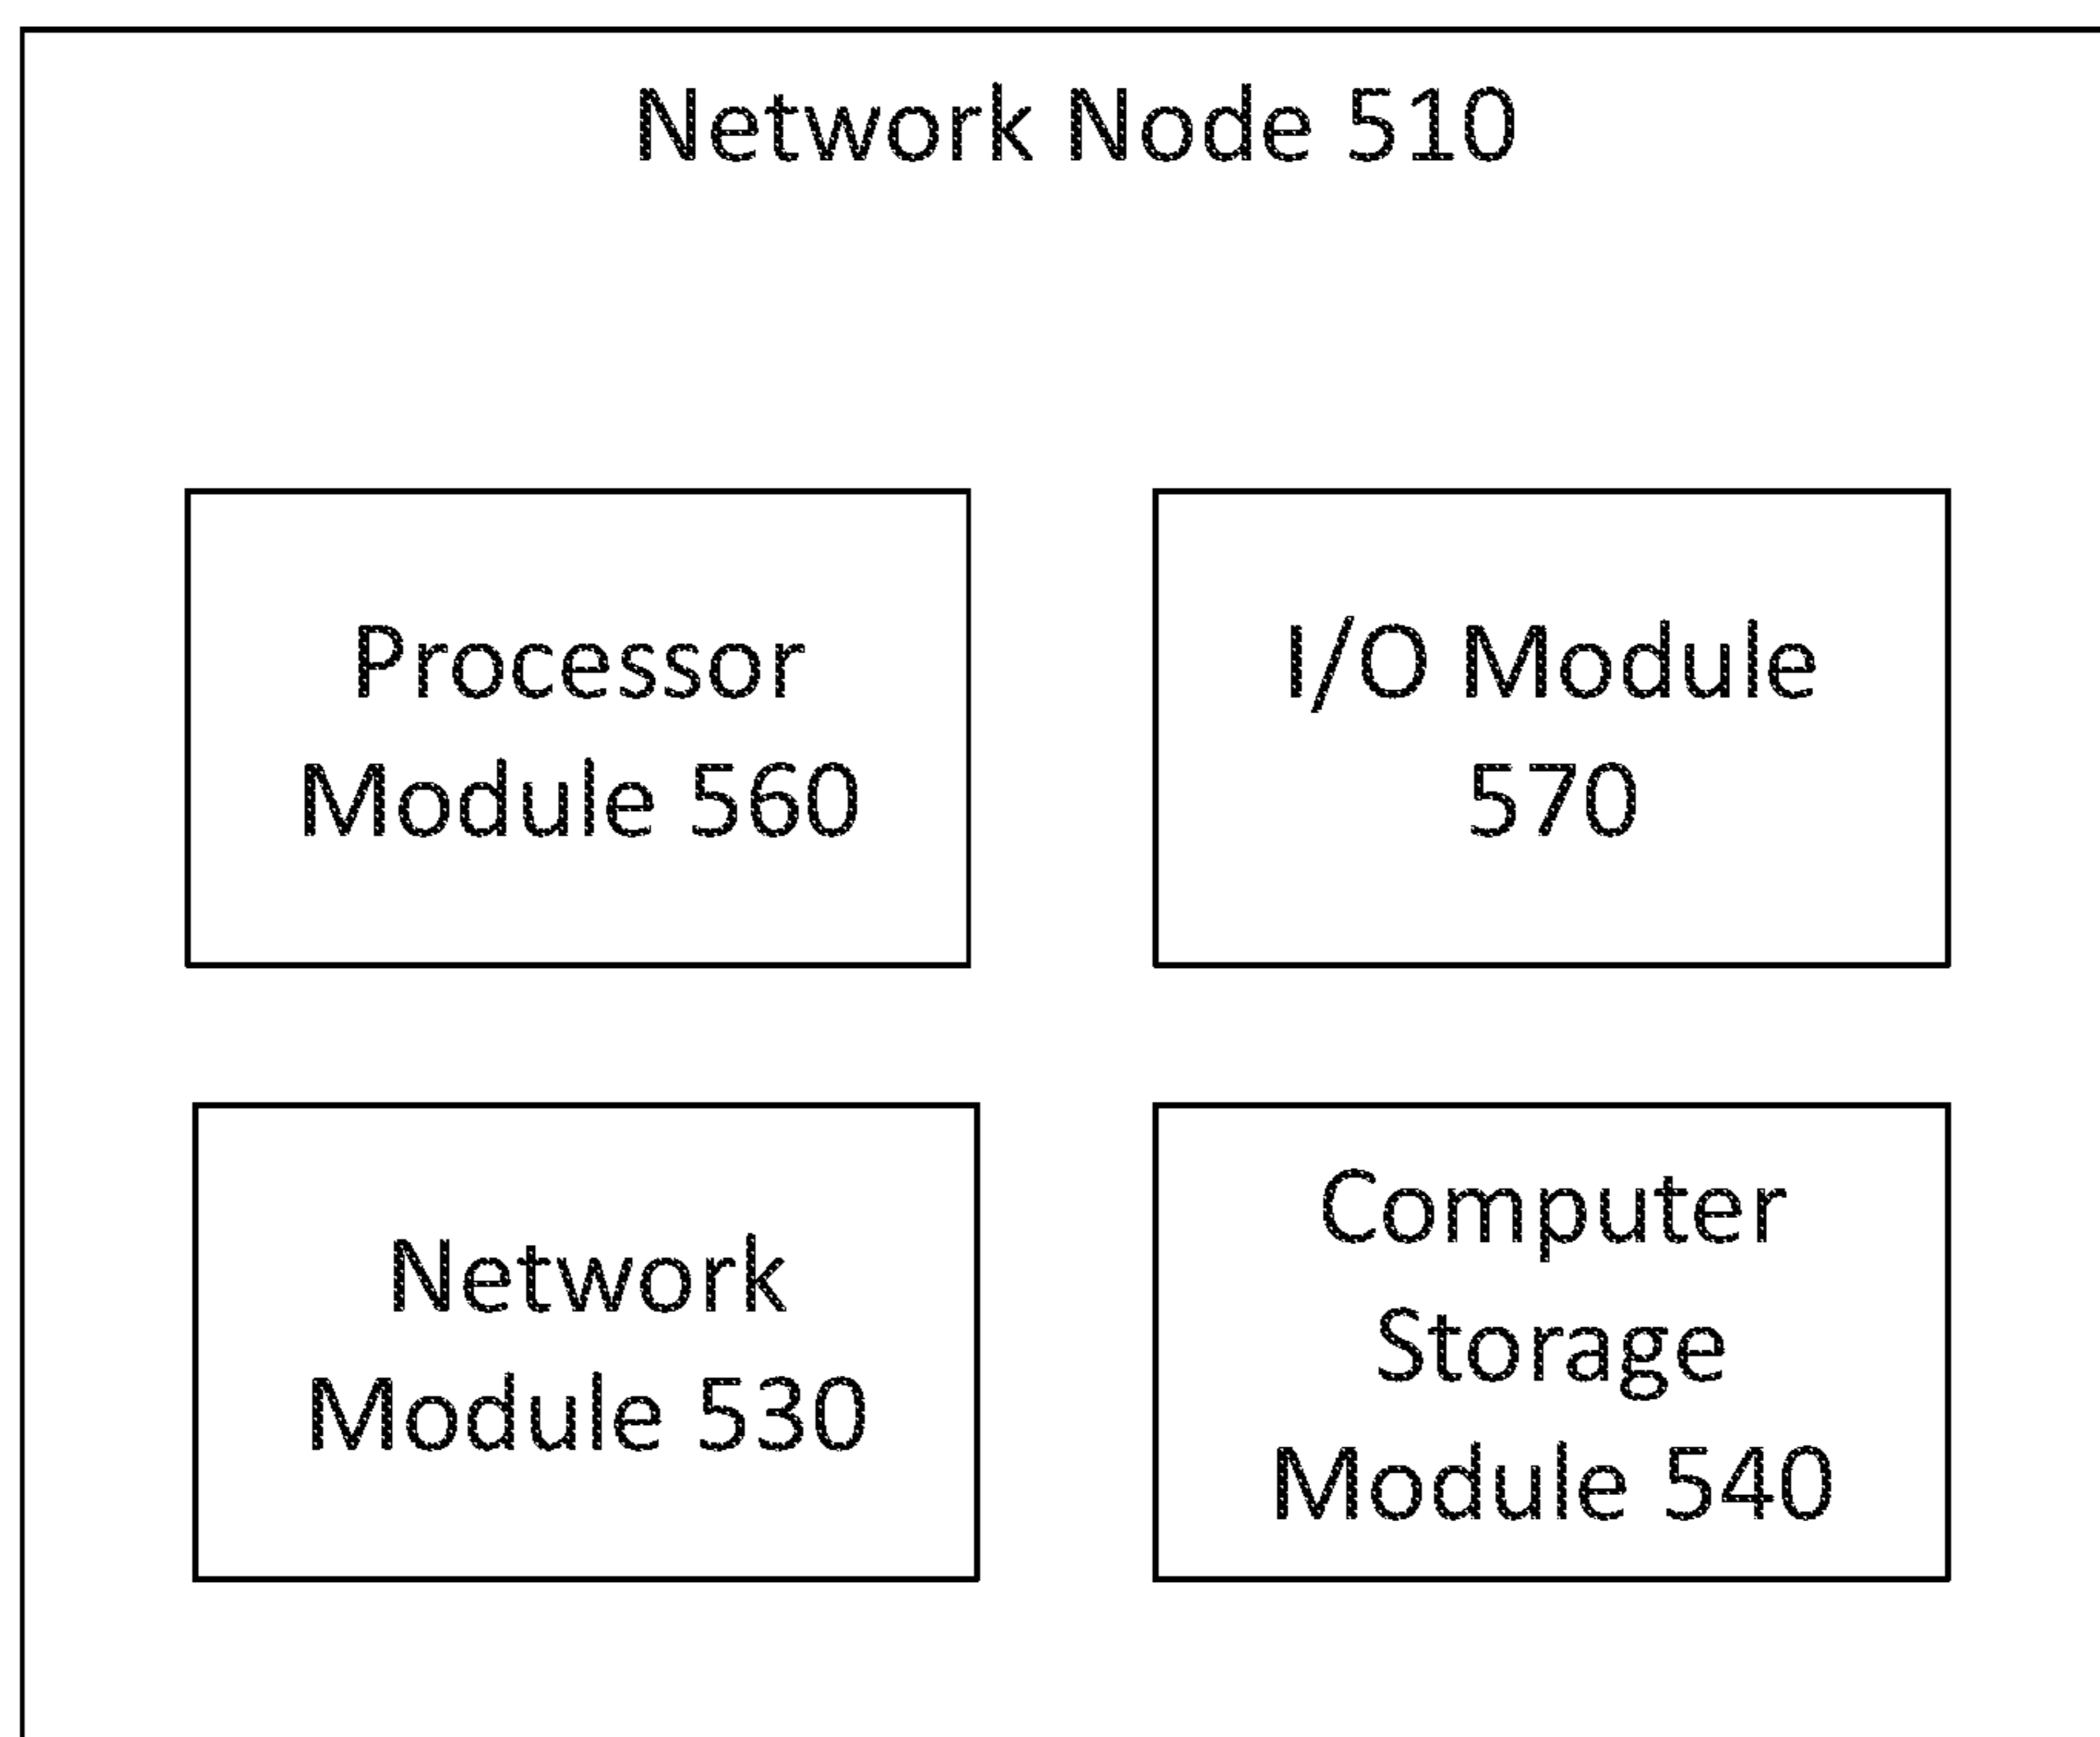 Network Node 510
Processor
Module 560
I/O Module
570
Network
Module 530
Computer
Storage
Module 540